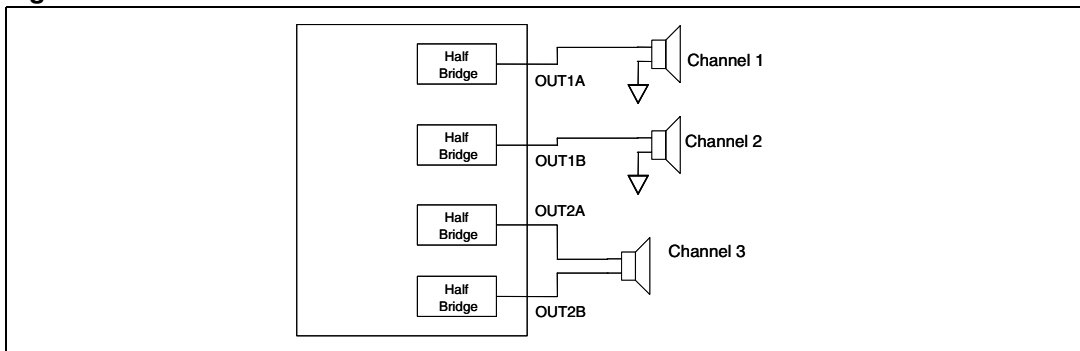 Half
Bridge
OUT1A
Channel 1
Half
Bridge
OUT1B
Channel 2
Half
Bridge
OUT2A
Channel 3
Half
Bridge
OUT2B